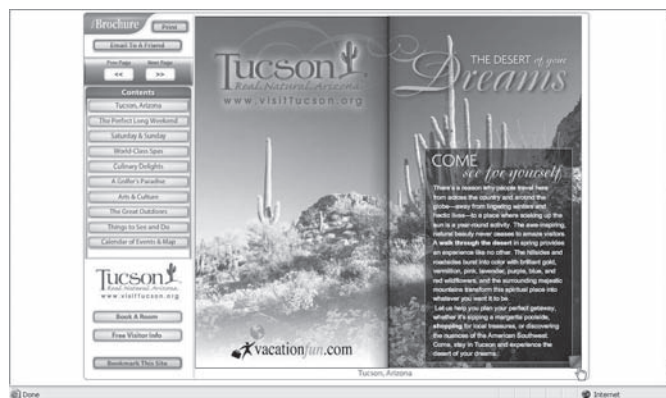 iBrochure
Print
Email To A Friend
Prev Page Next Page
<< >>
Contents
Tucson, Arizona
The Perfect Long Weekend
Saturday & Sunday
World-Class Spas
Culinary Delights
A Golfer's Paradise
Arts & Culture
The Great Outdoors
Things to See and Do
Calendar of Events & Map
Tucson
Real. Natural. Arizona.
www.visittucson.org
Book A Room
Free Visitor Info
Bookmark This Site
Tucson
Real. Natural. Arizona.
www.visittucson.org
vacationfun.com
THE DESERT of your
Dreams
COME
see for yourself
There's a reason why people travel here
from across the country and around the
globe—away from lingering winters and
hectic lives—to a place where soaking up the
sun is a year-round activity. The awe-inspiring,
natural beauty never ceases to amaze visitors.
A walk through the desert in spring provides
an experience like no other. The hillsides and
roadsides burst into color with brilliant gold,
vermillion, pink, lavender, purple, blue, and
red wildflowers, and the surrounding majestic
mountains transform this spiritual place into
whatever you want it to be.
Let us help you plan your perfect getaway,
whether it's sipping a margarita poolside,
shopping for local treasures, or discovering
the nuances of the American Southwest.
Come, stay in Tucson and experience the
desert of your dreams.
Tucson, Arizona
Done
Internet